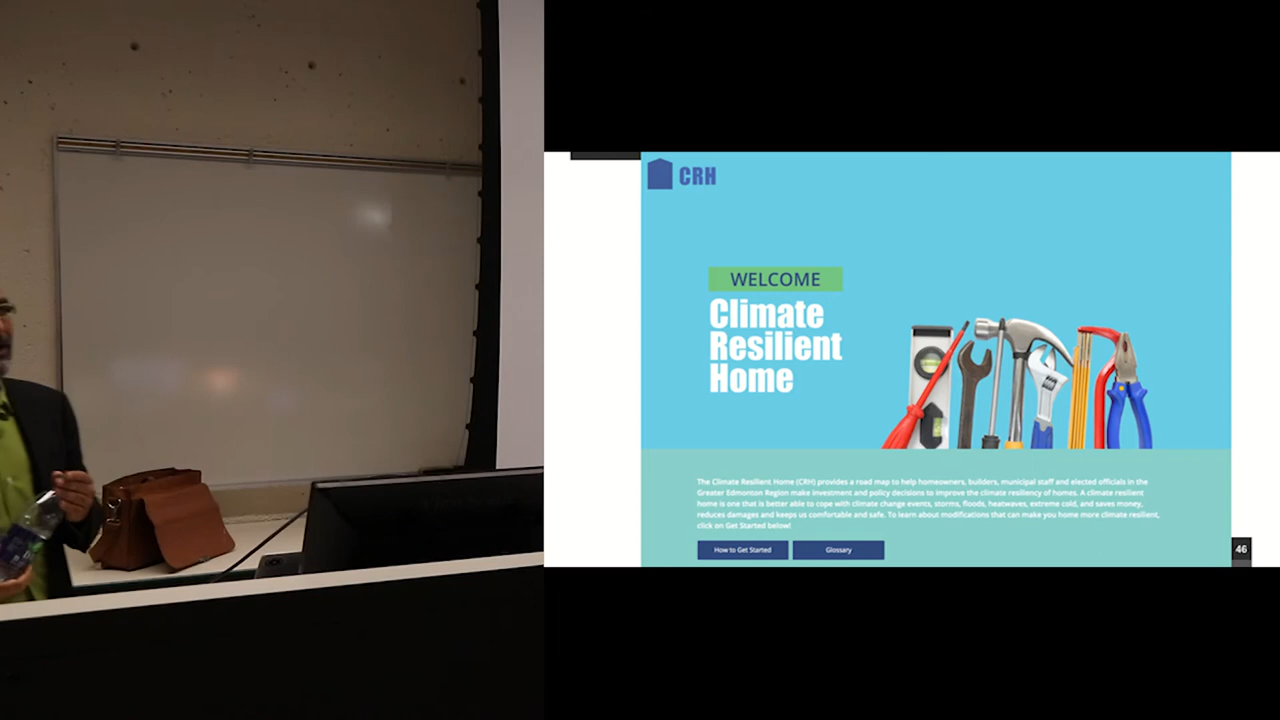 CRH
WELCOME
Climate
Resilient
Home
The Climate Resilient Home (CRH) provides a road map to help homeowners, builders, municipal staff and elected officials in the
Greater Edmonton Region make investment and policy decisions to improve the climate resiliency of homes. A climate resilient
home is one that is better able to cope with climate change events, storms, floods, heatwaves, extreme cold, and saves money,
reduces damages and keeps us comfortable and safe. To learn about modifications that can make you home more climate resilient,
click on Get Started below!
How to Get Started
Glossary
46